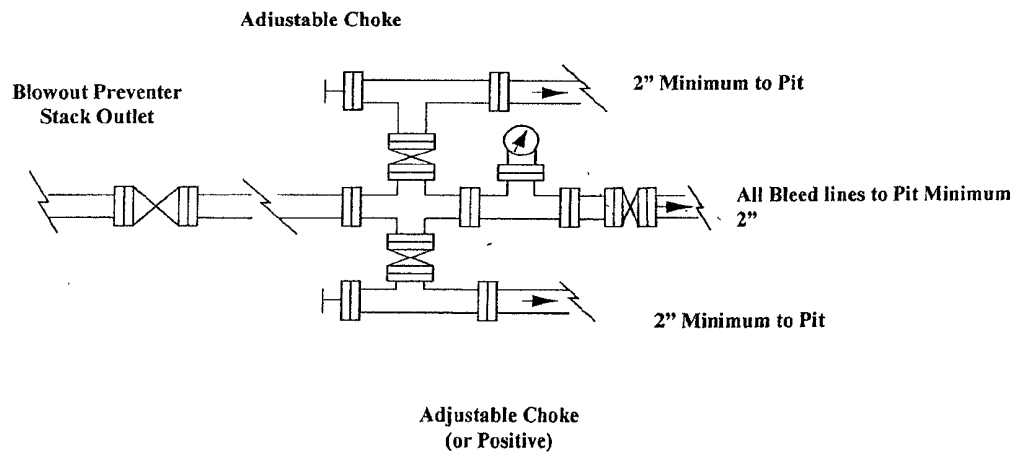 Adiustable Choke
Blowout Preventer
Stack Outlet
2” Minimum to Pit
All Bleed lines to Pit Minimum
2”
2” Minimum to Pit
Adjustable Choke
(or Positive)